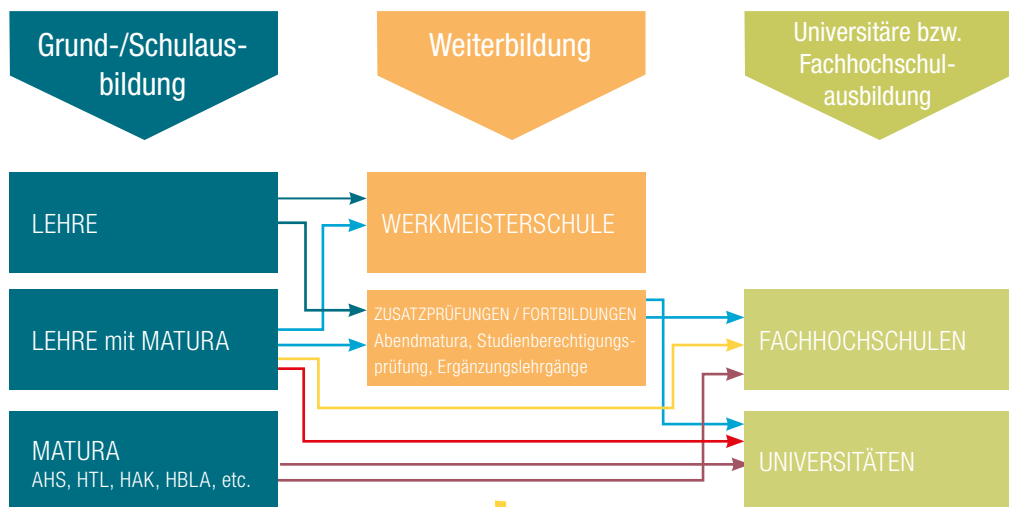 Grund-/Schulaus-
bildung
Weiterbildung
Universitäre bzw.
Fachhochschul-
ausbildung
LEHRE
WERKMEISTERSCHULE
LEHRE mit MATURA
ZUSATZPRÜFUNGEN / FORTBILDUNGEN
Abendmatura, Studienberechtigungs-
prüfung, Ergänzungslehrgänge
FACHHOCHSCHULEN
MATURA
AHS, HTL, HAK, HBLA, etc.
UNIVERSITÄTEN